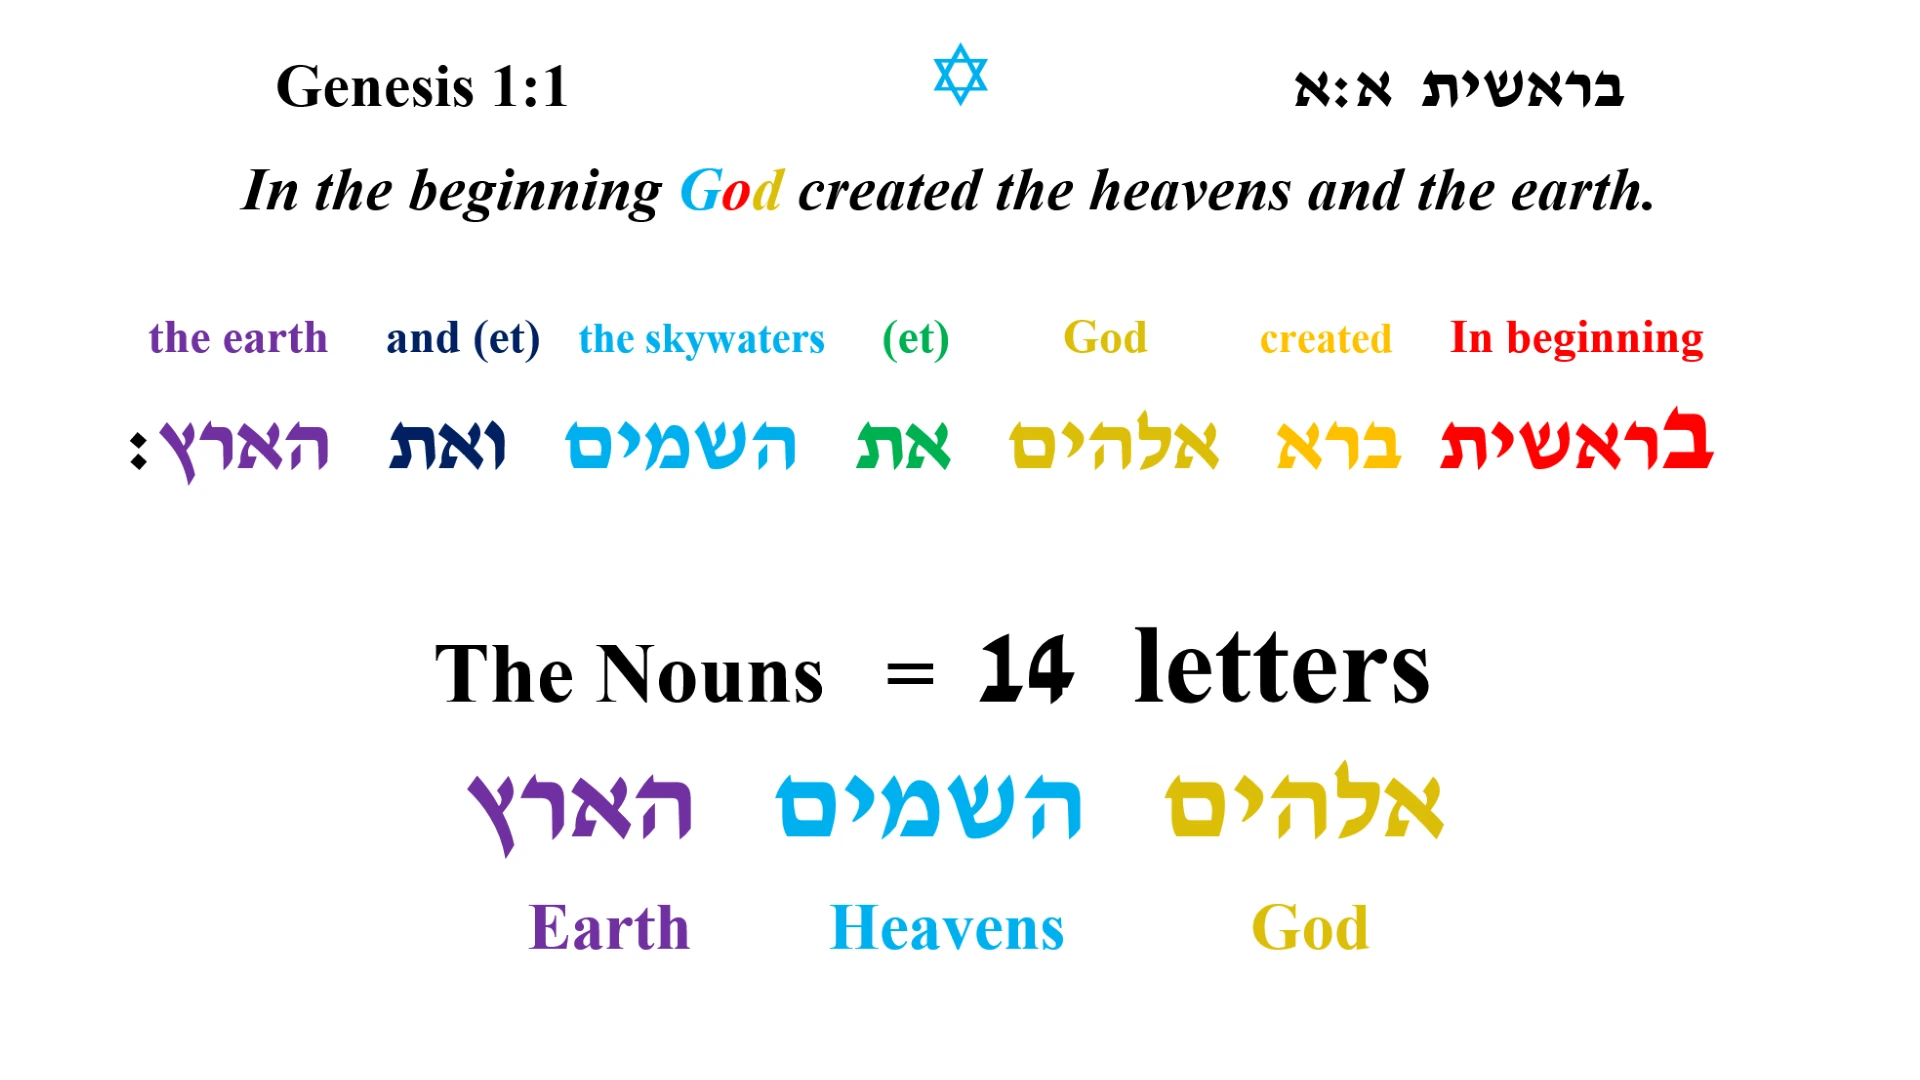 Genesis 1:1 ✡ בראשית א:א
In the beginning God created the heavens and the earth.
the earth and (et) the skywaters (et) God created In beginning
בראשית ברא אלהים את השמים ואת הארץ:
The Nouns = 14 letters
אלהים השמים הארץ
Earth Heavens God